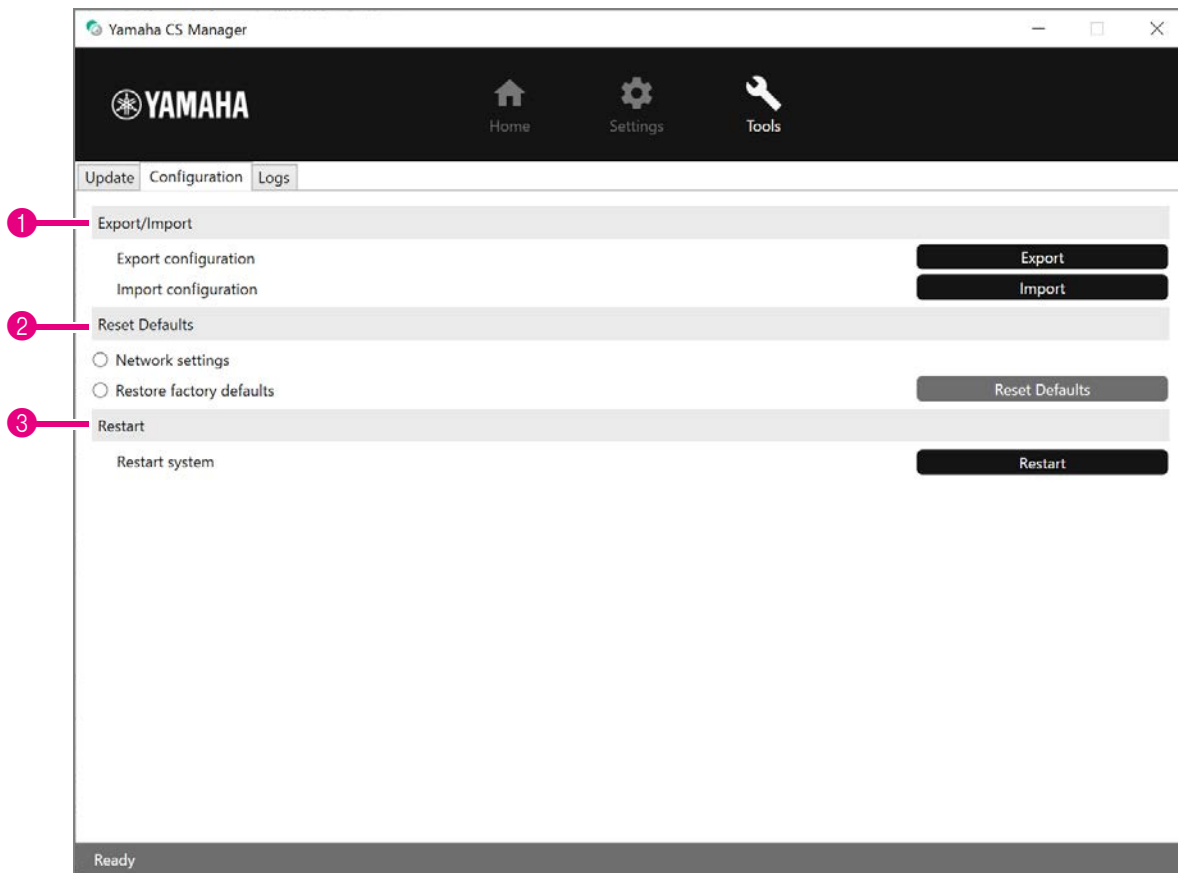 Yamaha CS Manager
YAMAHA
Home Settings Tools
Update Configuration Logs
1 Export/Import
Export configuration Export
Import configuration Import
2 Reset Defaults
Network settings
Restore factory defaults Reset Defaults
3 Restart
Restart system Restart
Ready